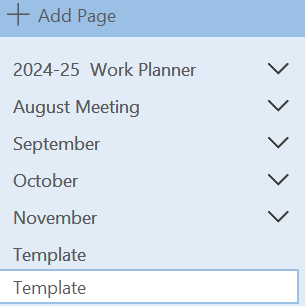 Add Page
2024-25 Work Planner
August Meeting
September
October
November
Template
Template